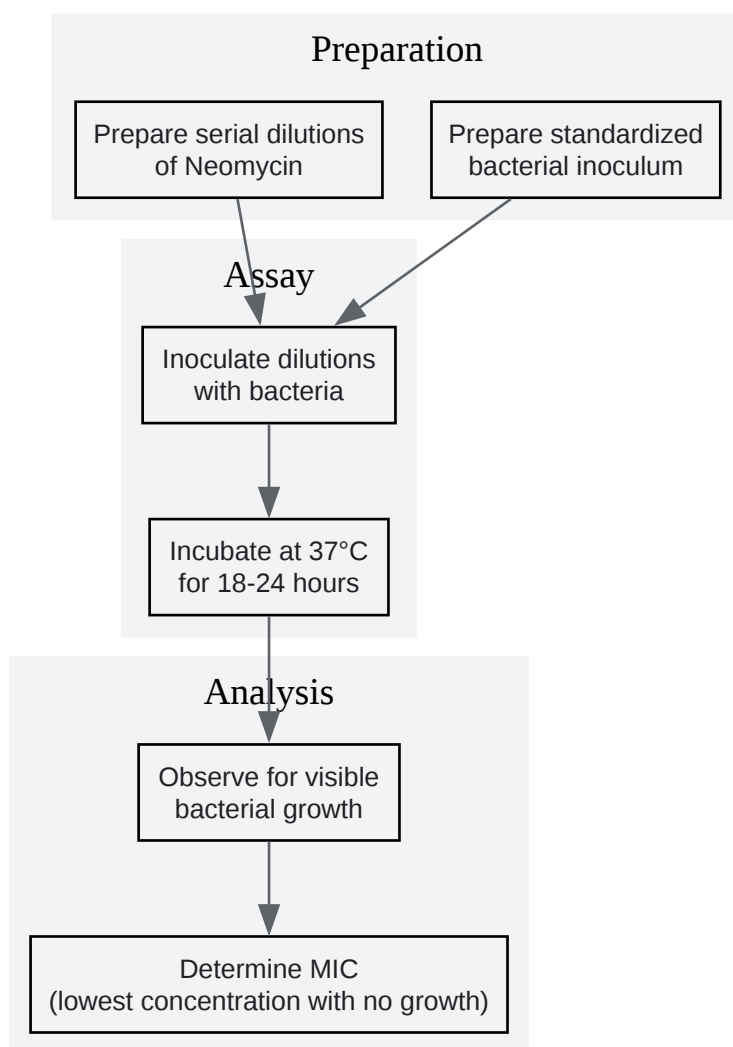 Preparation
Prepare serial dilutions
of Neomycin
Prepare standardized
bacterial inoculum
Assay
Inoculate dilutions
with bacteria
Incubate at 37°C
for 18-24 hours
Analysis
Observe for visible
bacterial growth
Determine MIC
(lowest concentration with no growth)